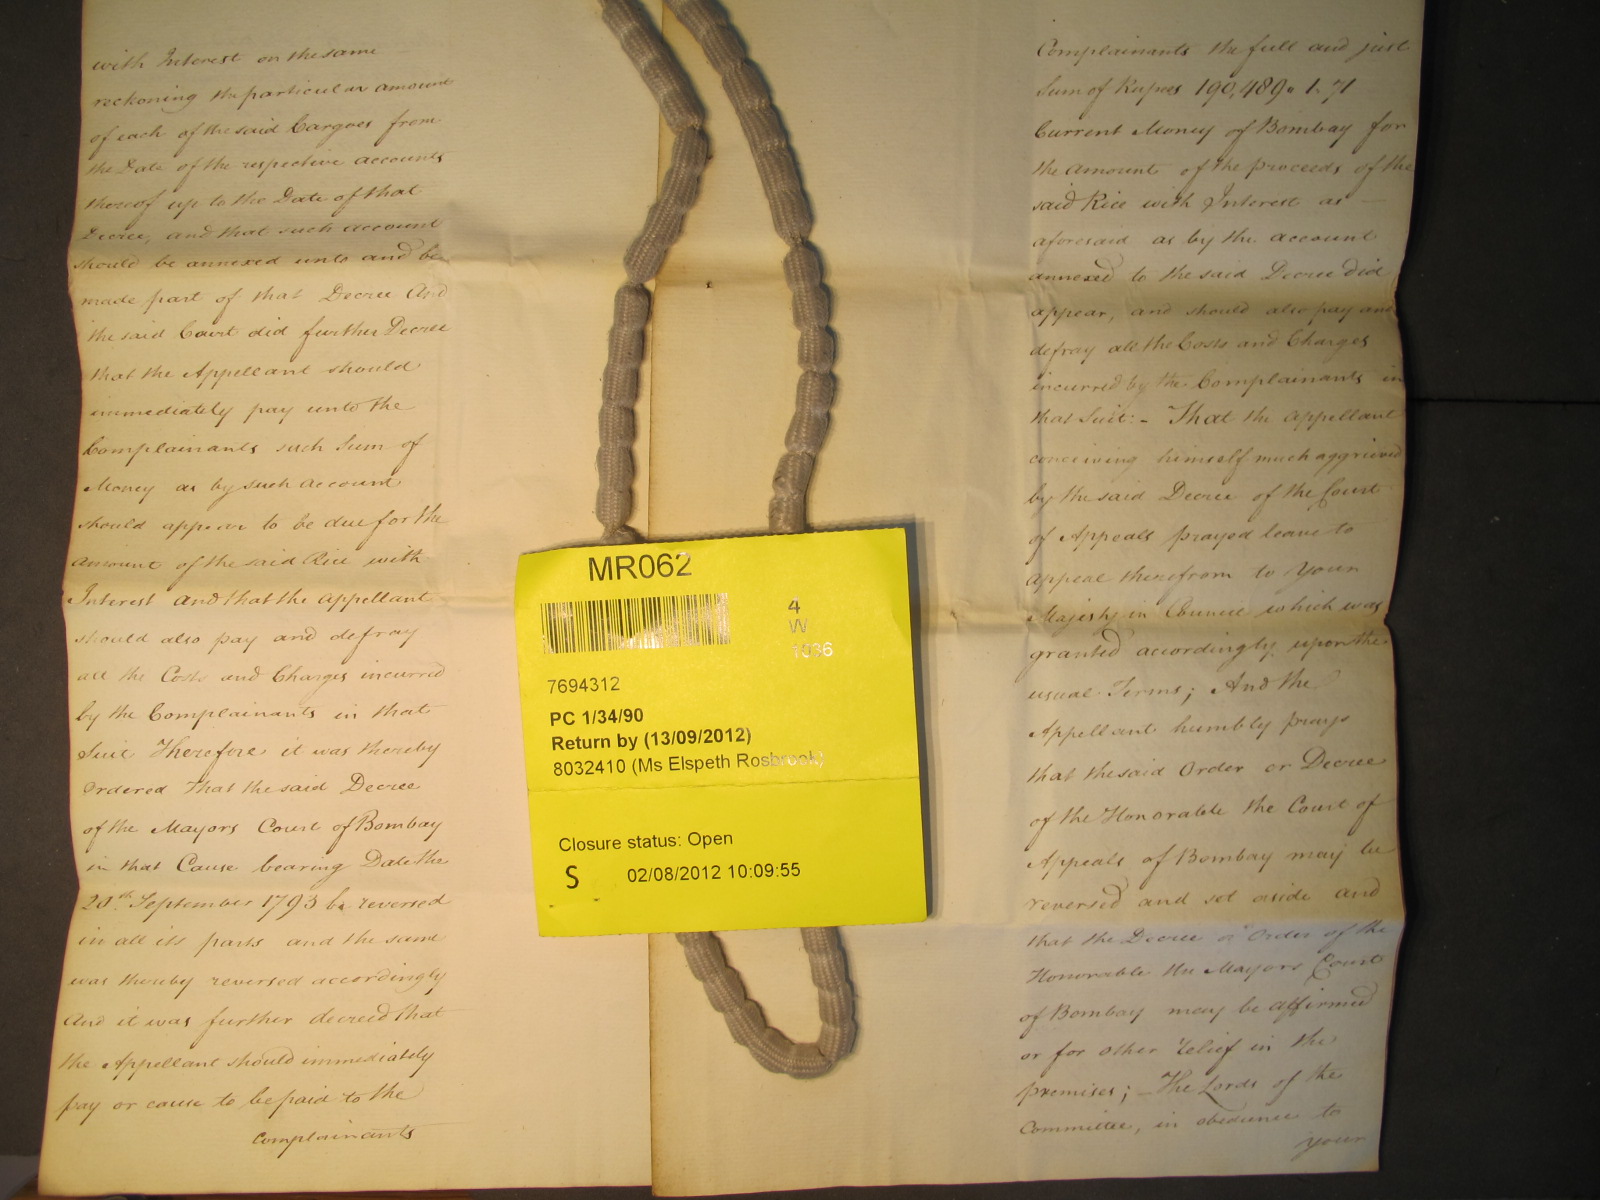 with Interest on the same
reckoning the particular amount
of each of the said Cargoes from
the Date of the respective accounts
thereof up to the Date of that
Decree, and that such account
should be annexed unto and be
made part of that Decree And
the said Court did further Decree
that the Appellant should
immediately pay unto the
Complainants such Sum of
Money as by such Account
should appear to be due for the
amount of the said Rice with
Interest and that the appellant
should also pay and defray
all the Costs and Charges incurred
by the Complainants in that
Suit Therefore it was thereby
Ordered That the said Decree
of the Mayors Court of Bombay
in that Cause bearing Date the
20th September 1793 be reversed
in all its parts and the same
was thereby reversed accordingly
And it was further decreed that
the Appellant should immediately
pay or cause to be paid to the
Complainants
MR062
4
W
1036
7694312
PC 1/34/90
Return by (13/09/2012)
8032410 (Ms Elspeth Rosbrook)
Closure status: Open
S 02/08/2012 10:09:55
Complainants the full and just
Sum of Rupees 190,489. 1. 71
Current Money of Bombay for
the Amount of the proceeds of the
said Rice with Interest as —
aforesaid as by the account
annexed to the said Decree did
appear, and should also pay and
defray all the Costs and Charges
incurred by the Complainants in
that Suit:- That the Appellant
conceiving himself much aggrieved
by the said Decree of the Court
of Appeals prayed leave to
appeal therefrom to Your
Majesty in Council which was
granted accordingly upon the
usual Terms; And the
Appellant humbly prays
that the said Order or Decree
of the Honorable the Court of
Appeals of Bombay may be
reversed and set aside and
that the Decree or Order of the
Honorable the Mayors Court
of Bombay may be affirmed
or for other relief in the
premises; — The Lords of the
Committee, in obedience to
your